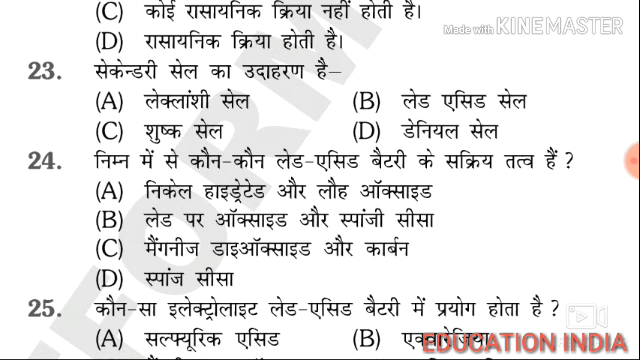 (C) कोई रासायनिक क्रिया नहीं होती है।
Made with KINEMASTER
(D) रासायनिक क्रिया होती है।
23. सेकेन्डरी सेल का उदाहरण है–
(A) लेक्लांशी सेल (B) लेड एसिड सेल
(C) शुष्क सेल (D) डेनियल सेल
24. निम्न में से कौन-कौन लेड-एसिड बैटरी के सक्रिय तत्व हैं ?
(A) निकेल हाइड्रेटेड और लौह ऑक्साइड
(B) लेड पर ऑक्साइड और स्पांजी सीसा
(C) मैंगनीज डाइऑक्साइड और कार्बन
(D) स्पांज सीसा
25. कौन-सा इलेक्ट्रोलाइट लेड-एसिड बैटरी में प्रयोग होता है ?
(A) सल्फ्यूरिक एसिड (B) एक्वारेजिया
EDUCATION INDIA